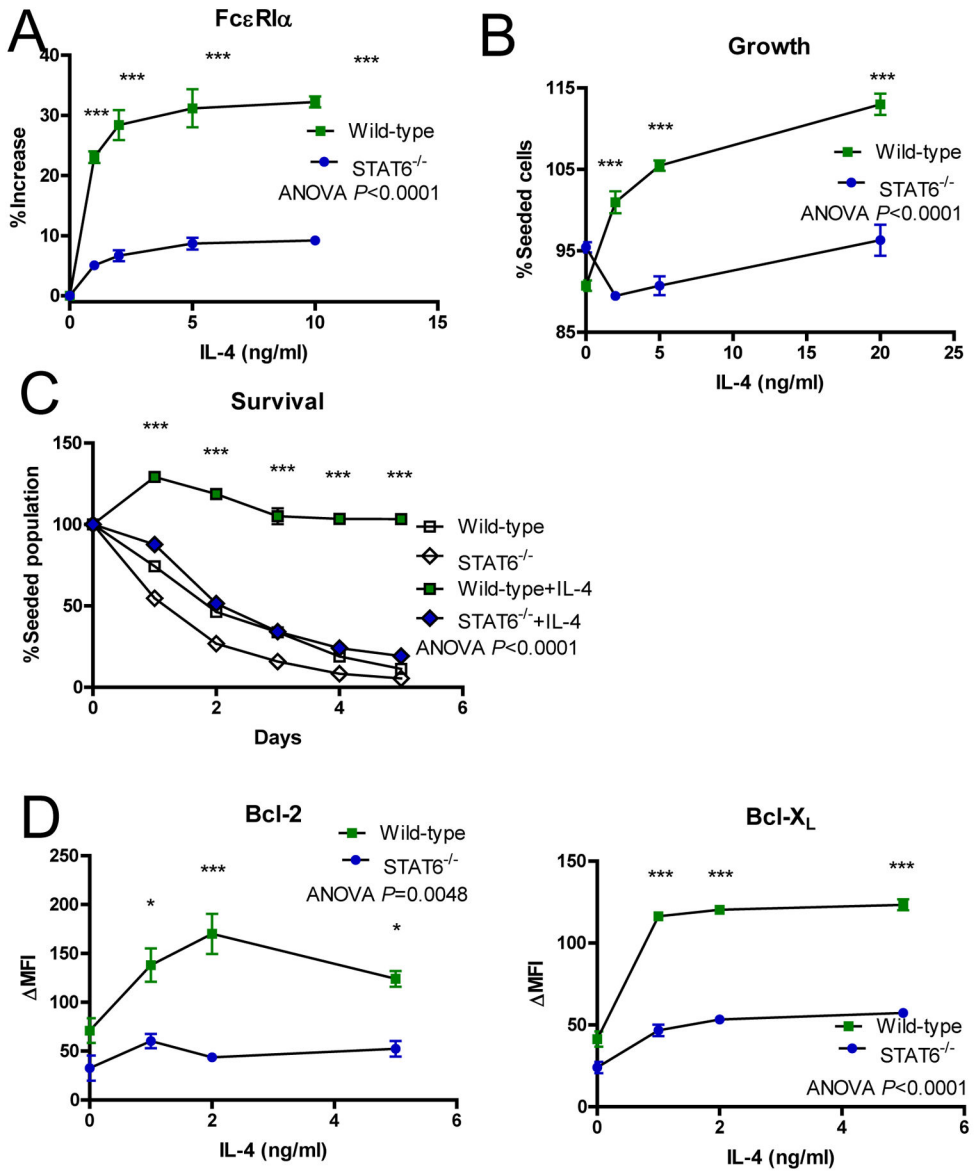 A
FcεRIα
%Increase
40
30
20
10
0
0
5
10
15
IL-4 (ng/ml)
***
***
***
***
Wild-type
STAT6-/-
ANOVA P<0.0001
B
Growth
%Seeded cells
115
105
95
85
0
5
10
15
20
25
IL-4 (ng/ml)
***
***
***
Wild-type
STAT6-/-
ANOVA P<0.0001
C
Survival
%Seeded population
150
100
50
0
0
2
4
6
Days
***
***
***
***
***
Wild-type
STAT6-/-
Wild-type+IL-4
STAT6-/-+IL-4
ANOVA P<0.0001
D
Bcl-2
ΔMFI
250
200
150
100
50
0
0
2
4
6
IL-4 (ng/ml)
*
***
*
Wild-type
STAT6-/-
ANOVA P=0.0048
Bcl-XL
ΔMFI
150
100
50
0
0
2
4
6
IL-4 (ng/ml)
***
***
***
Wild-type
STAT6-/-
ANOVA P<0.0001